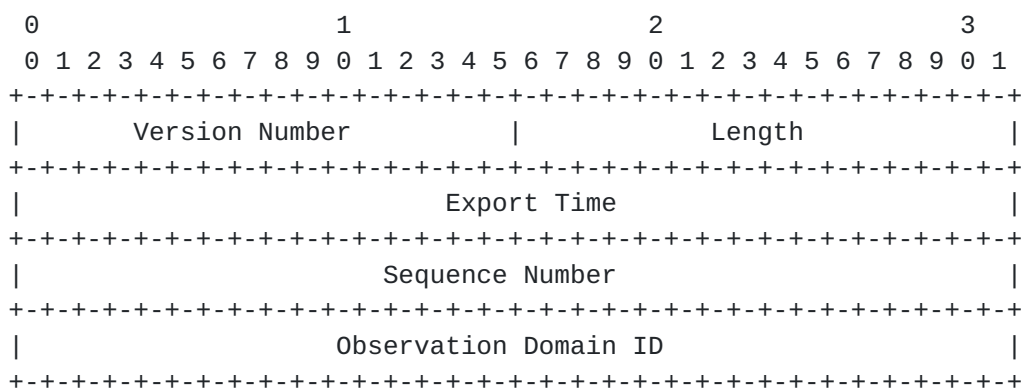 0                   1                   2                   3
 0 1 2 3 4 5 6 7 8 9 0 1 2 3 4 5 6 7 8 9 0 1 2 3 4 5 6 7 8 9 0 1
+-+-+-+-+-+-+-+-+-+-+-+-+-+-+-+-+-+-+-+-+-+-+-+-+-+-+-+-+-+-+-+-+
|       Version Number          |            Length             |
+-+-+-+-+-+-+-+-+-+-+-+-+-+-+-+-+-+-+-+-+-+-+-+-+-+-+-+-+-+-+-+-+
|                           Export Time                         |
+-+-+-+-+-+-+-+-+-+-+-+-+-+-+-+-+-+-+-+-+-+-+-+-+-+-+-+-+-+-+-+-+
|                       Sequence Number                         |
+-+-+-+-+-+-+-+-+-+-+-+-+-+-+-+-+-+-+-+-+-+-+-+-+-+-+-+-+-+-+-+-+
|                    Observation Domain ID                      |
+-+-+-+-+-+-+-+-+-+-+-+-+-+-+-+-+-+-+-+-+-+-+-+-+-+-+-+-+-+-+-+-+